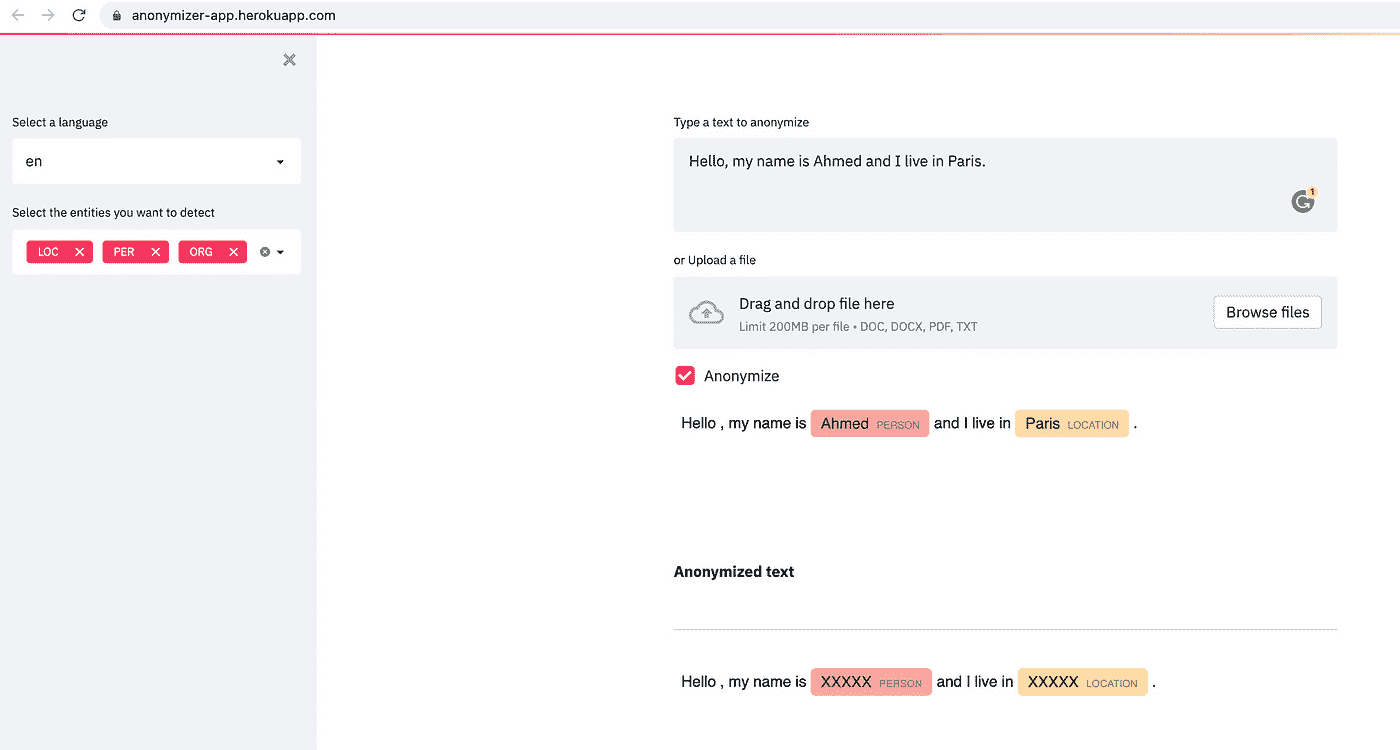 anonymizer-app.herokuapp.com
Select a language
en
Select the entities you want to detect
LOC PER ORG
Type a text to anonymize
Hello, my name is Ahmed and I live in Paris.
1
or Upload a file
Drag and drop file here
Limit 200MB per file • DOC, DOCX, PDF, TXT
Browse files
Anonymize
Hello , my name is Ahmed PERSON and I live in Paris LOCATION .
Anonymized text
Hello , my name is XXXXX PERSON and I live in XXXXX LOCATION .